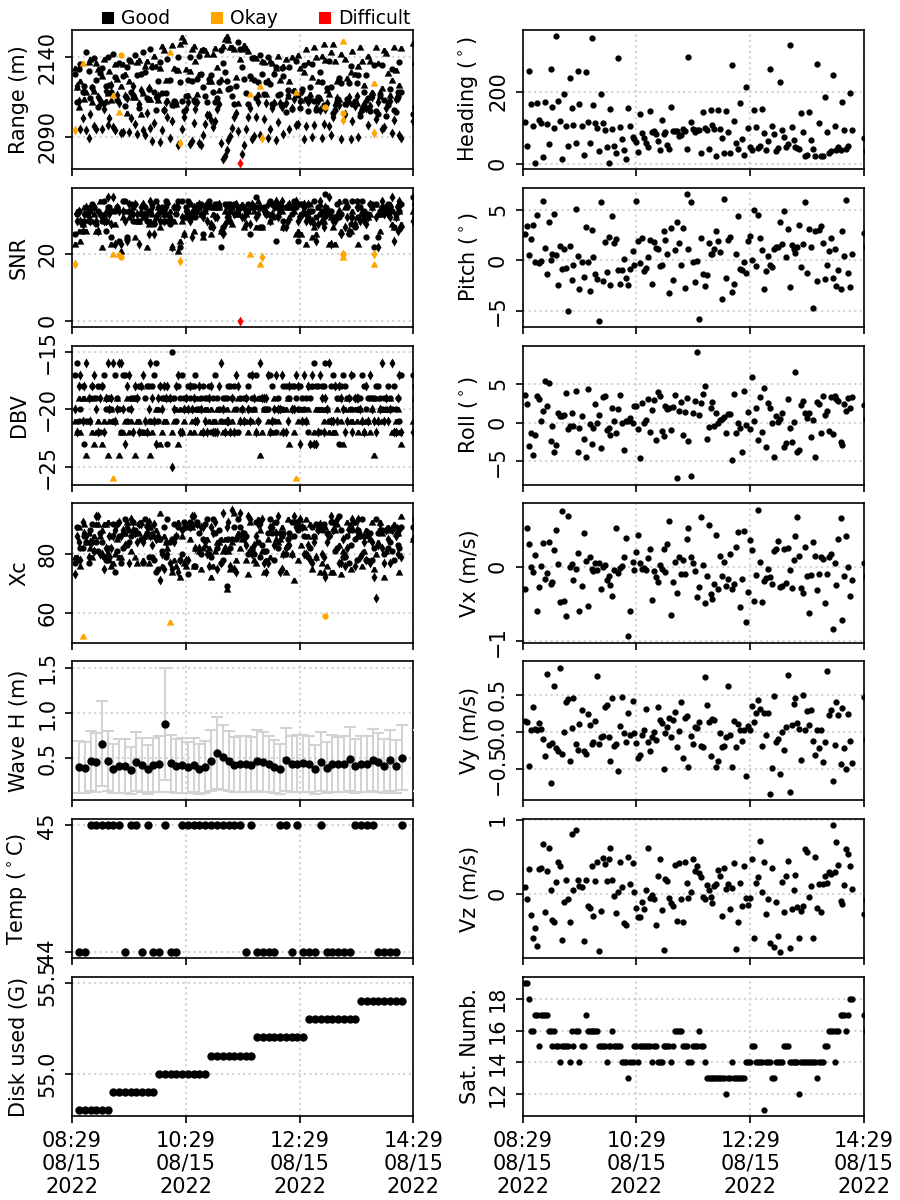 Good Okay Difficult
Range (m)
2140
2090
Heading (°)
200
0
SNR
20
0
Pitch (°)
5
0
−5
DBV
−15
−20
−25
Roll (°)
5
0
−5
Xc
80
60
Vx (m/s)
0
−1
Wave H (m)
1.5
1.0
0.5
Vy (m/s)
0.5
0.0
−0.5
Temp (°C)
45
44
Vz (m/s)
1
0
Disk used (G)
55.5
55.0
Sat. Numb.
18
16
14
12
08:29 10:29 12:29 14:29
08/15 08/15 08/15 08/15
2022 2022 2022 2022
08:29 10:29 12:29 14:29
08/15 08/15 08/15 08/15
2022 2022 2022 2022